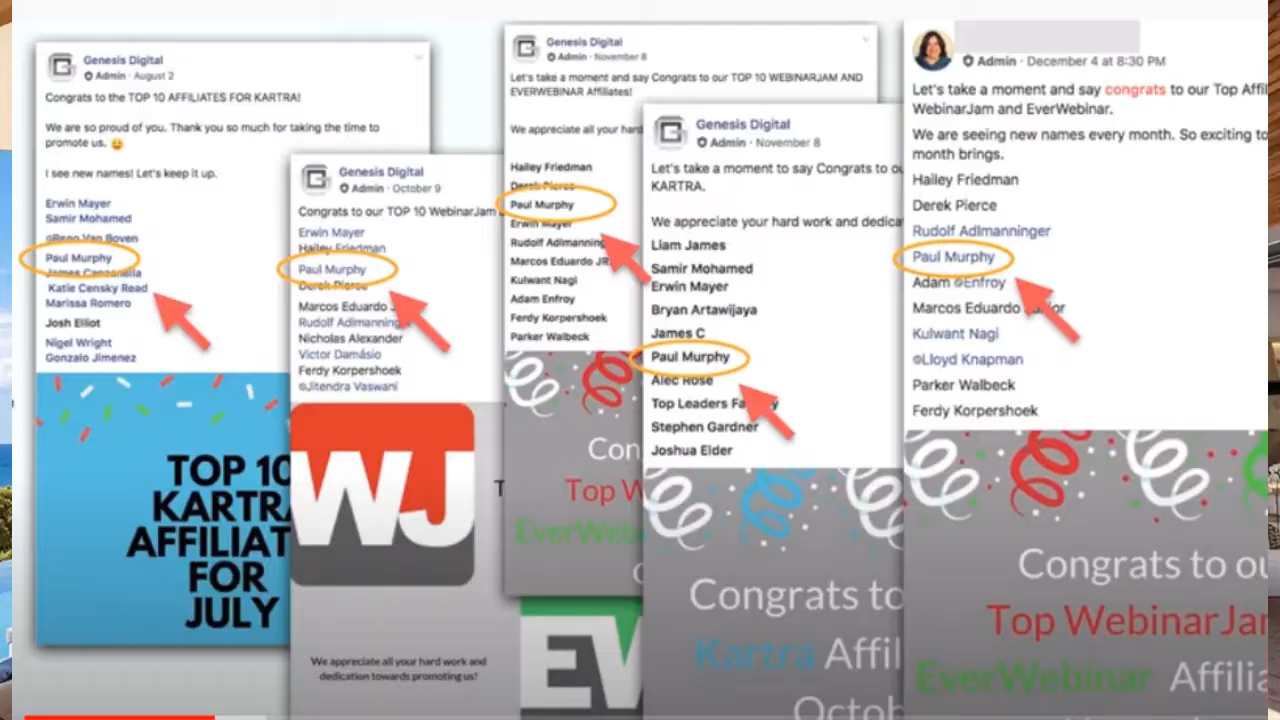 Genesis Digital
Admin · August 2
Congrats to the TOP 10 AFFILIATES FOR KARTRA!
We are so proud of you. Thank you so much for taking the time to
promote us. 😀
I see new names! Let's keep it up.
Erwin Mayer
Samir Mohamed
Reno Van Boven
Paul Murphy
James Canzanella
Katie Censky Read
Marissa Romero
Josh Elliot
Nigel Wright
Gonzalo Jimenez
TOP 10
KARTRA
AFFILIAT
FOR
JULY
Genesis Digital
Admin · October 9
Congrats to our TOP 10 WebinarJam
Erwin Mayer
Hailey Friedman
Paul Murphy
Derek Pierce
Marcos Eduardo J
Rudolf Adlmanning
Nicholas Alexander
Victor Damásio
Ferdy Korpershoek
Jitendra Vaswani
WJ
T
We appreciate all your hard work and
dedication towards promoting us!
Genesis Digital
Admin · November 8
Let's take a moment and say Congrats to our TOP 10 WEBINARJAM AND
EVERWEBINAR Affiliates!
We appreciate all your hard
Hailey Friedman
Derek Pierce
Paul Murphy
Erwin Mayer
Rudolf Adlmanning
Marcos Eduardo JR
Kulwant Nagi
Adam Enfroy
Ferdy Korpershoek
Parker Walbeck
Con
Top W
EverWebin
EW
Genesis Digital
Admin · November 8
Let's take a moment to say Congrats to ou
KARTRA.
We appreciate your hard work and dedica
Liam James
Samir Mohamed
Erwin Mayer
Bryan Artawijaya
James C
Paul Murphy
Alec Rose
Top Leaders Fa y
Stephen Gardner
Joshua Elder
Congrats to
Kartra Affil
Octob
Admin · December 4 at 8:30 PM
Let's take a moment and say congrats to our Top Affil
WebinarJam and EverWebinar.
We are seeing new names every month. So exciting to
month brings.
Hailey Friedman
Derek Pierce
Rudolf Adlmanninger
Paul Murphy
Adam Enfroy
Marcos Eduardo Junior
Kulwant Nagi
Lloyd Knapman
Parker Walbeck
Ferdy Korpershoek
Congrats to ou
Top WebinarJar
EverWebinar Affilia